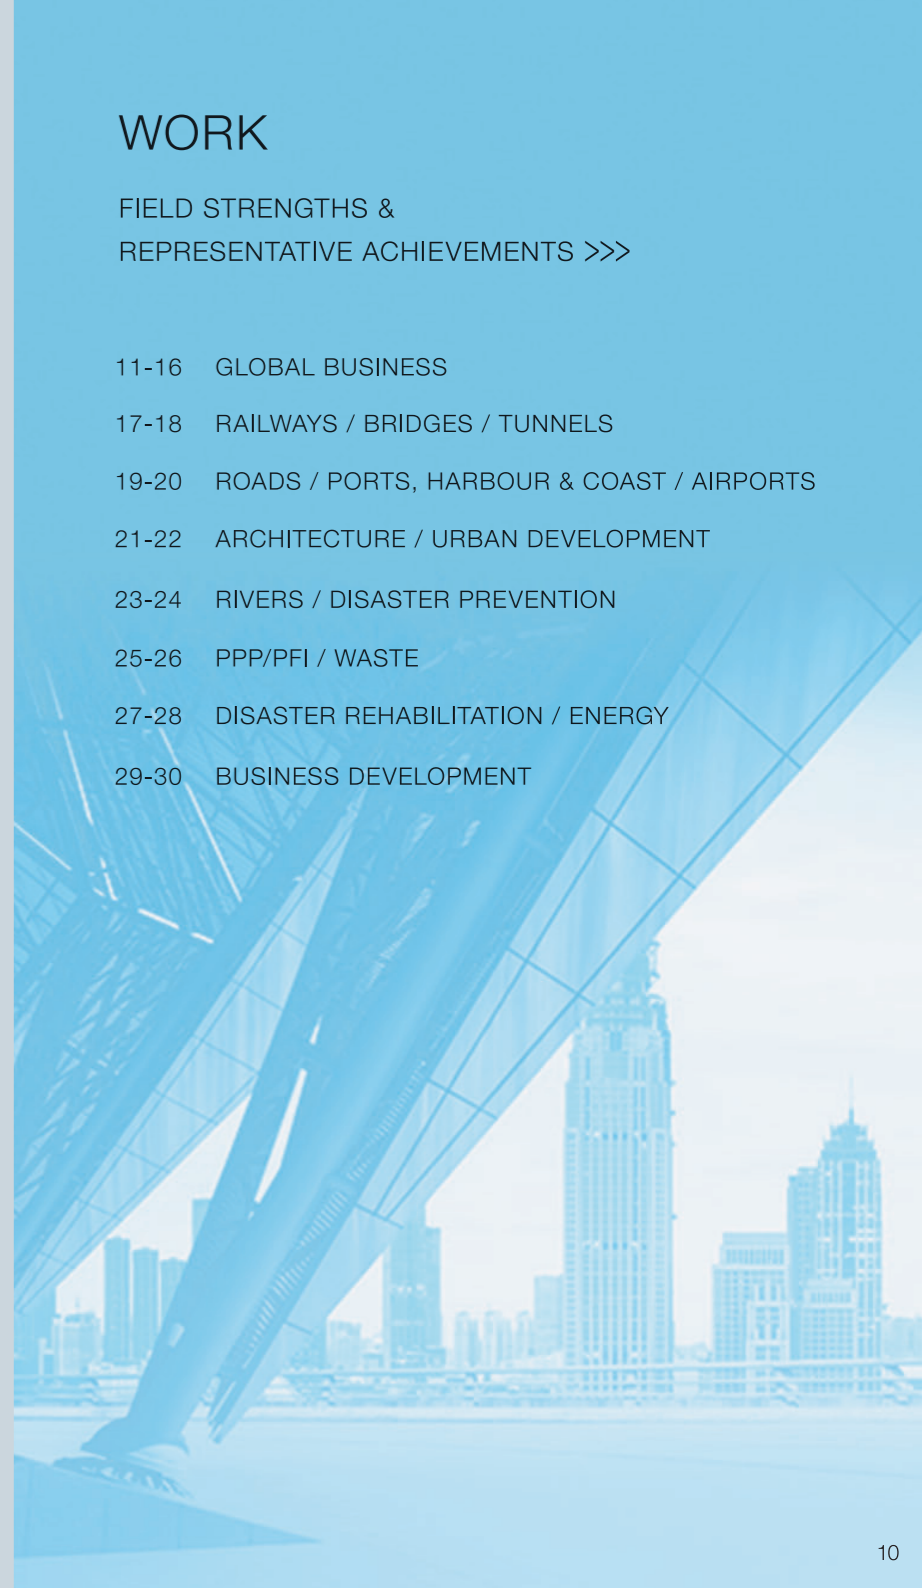 WORK
FIELD STRENGTHS &
REPRESENTATIVE ACHIEVEMENTS >>>
11-16 GLOBAL BUSINESS
17-18 RAILWAYS / BRIDGES / TUNNELS
19-20 ROADS / PORTS, HARBOUR & COAST / AIRPORTS
21-22 ARCHITECTURE / URBAN DEVELOPMENT
23-24 RIVERS / DISASTER PREVENTION
25-26 PPP/PFI / WASTE
27-28 DISASTER REHABILITATION / ENERGY
29-30 BUSINESS DEVELOPMENT
10